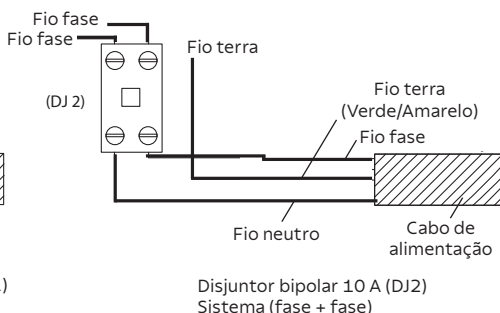 Fio fase
Fio fase
Fio terra
(DJ 2)
Fio terra
(Verde/Amarelo)
Fio fase
Fio neutro
Cabo de
alimentação
)
Disjuntor bipolar 10 A (DJ2)
Sistema (fase + fase)